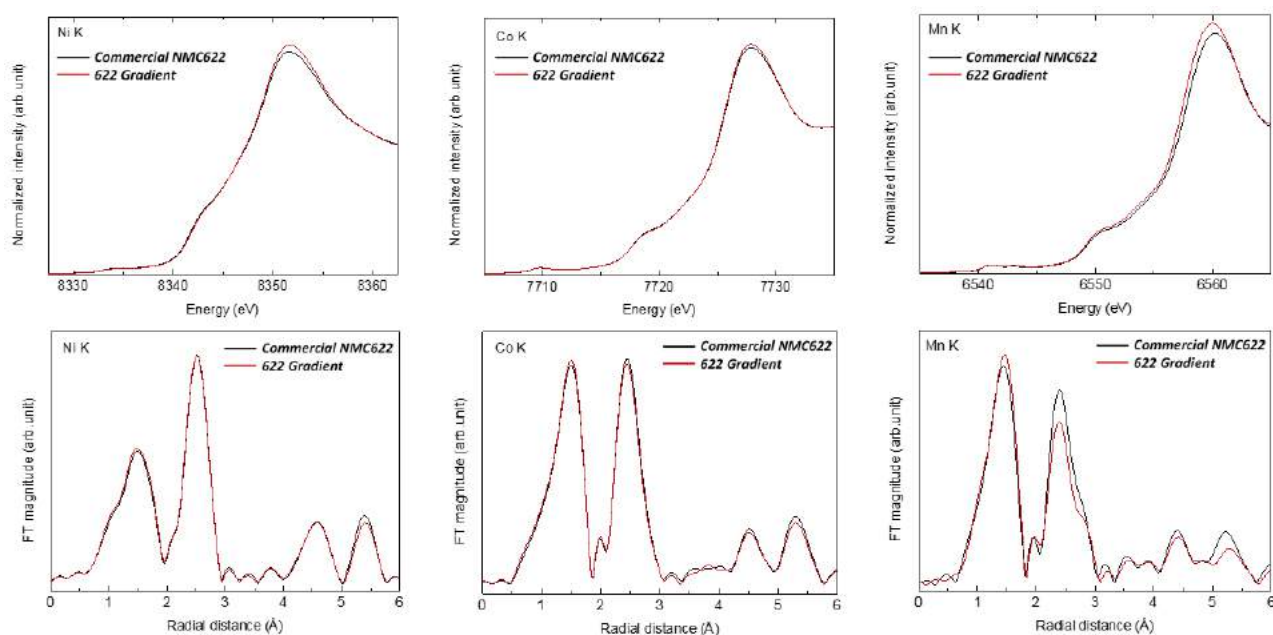 Ni K
Commercial NMC622
622 Gradient
Normalized intensity (arb.unit)
8330 8340 8350 8360
Energy (eV)
Co K
Commercial NMC622
622 Gradient
Normalized intensity (arb.unit)
7710 7720 7730
Energy (eV)
Mn K
Commercial NMC622
622 Gradient
Normalized intensity (arb.unit)
6540 6550 6560
Energy (eV)
Ni K
Commercial NMC622
622 Gradient
FT magnitude (arb.unit)
0 1 2 3 4 5 6
Radial distance (Å)
Co K
Commercial NMC622
622 Gradient
FT magnitude (arb.unit)
0 1 2 3 4 5 6
Radial distance (Å)
Mn K
Commercial NMC622
622 Gradient
FT magnitude (arb.unit)
0 1 2 3 4 5 6
Radial distance (Å)